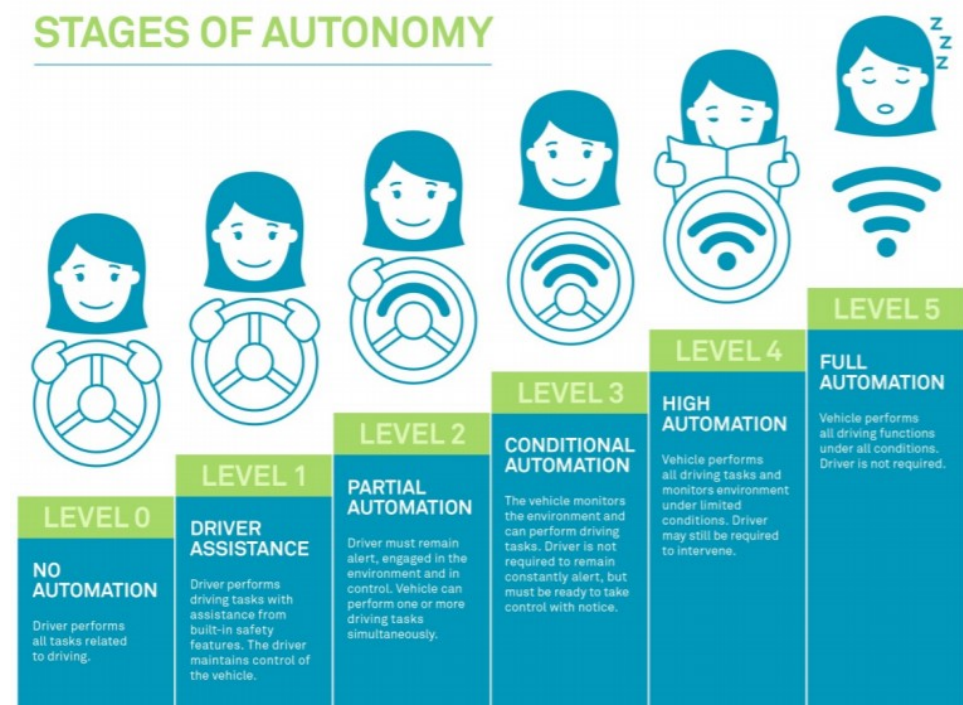 STAGES OF AUTONOMY
Z
Z
Z
LEVEL 0
NO
AUTOMATION
Driver performs
all tasks related
to driving.
LEVEL 1
DRIVER
ASSISTANCE
Driver performs
driving tasks with
assistance from
built-in safety
features. The driver
maintains control of
the vehicle.
LEVEL 2
PARTIAL
AUTOMATION
Driver must remain
alert, engaged in the
environment and in
control. Vehicle can
perform one or more
driving tasks
simultaneously.
LEVEL 3
CONDITIONAL
AUTOMATION
The vehicle monitors
the environment and
can perform driving
tasks. Driver is not
required to remain
constantly alert, but
must be ready to take
control with notice.
LEVEL 4
HIGH
AUTOMATION
Vehicle performs
all driving tasks and
monitors environment
under limited
conditions. Driver
may still be required
to intervene.
LEVEL 5
FULL
AUTOMATION
Vehicle performs
all driving functions
under all conditions.
Driver is not required.